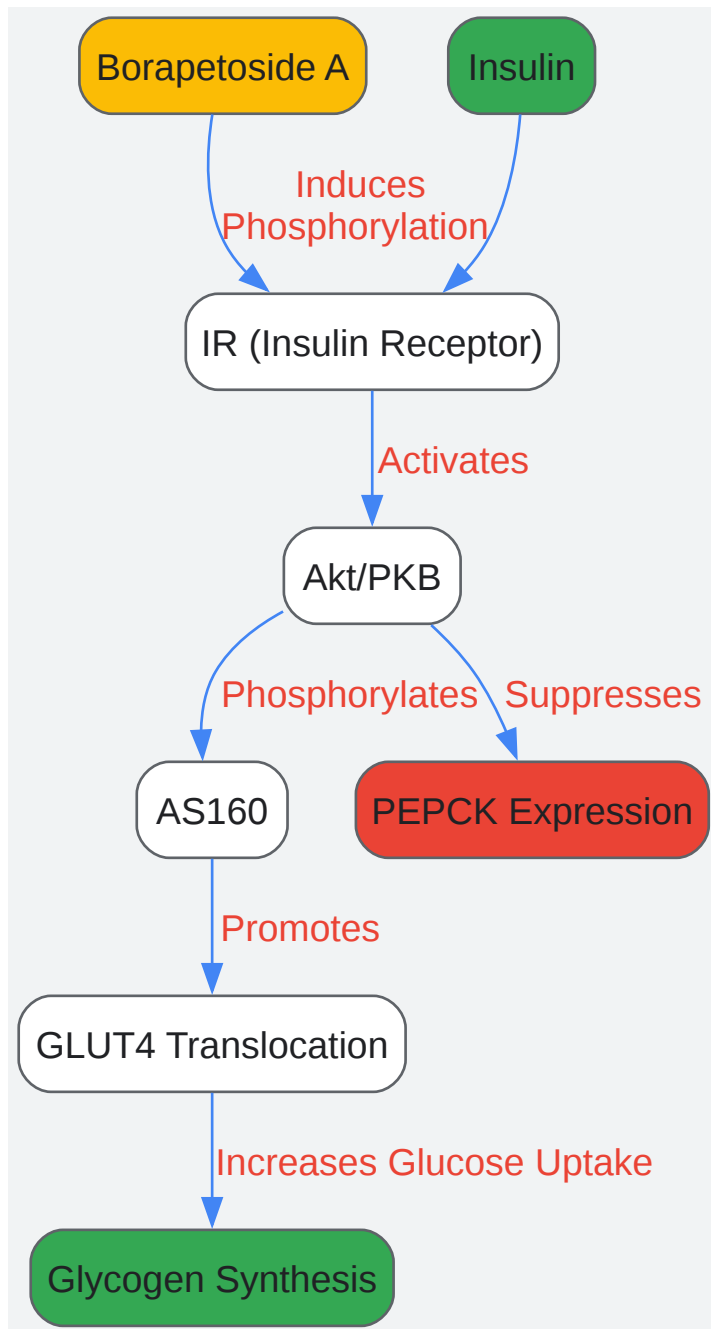 Borapetoside A
Insulin
Induces
Phosphorylation
IR (Insulin Receptor)
Activates
Akt/PKB
Phosphorylates
Suppresses
AS160
PEPCK Expression
Promotes
GLUT4 Translocation
Increases Glucose Uptake
Glycogen Synthesis